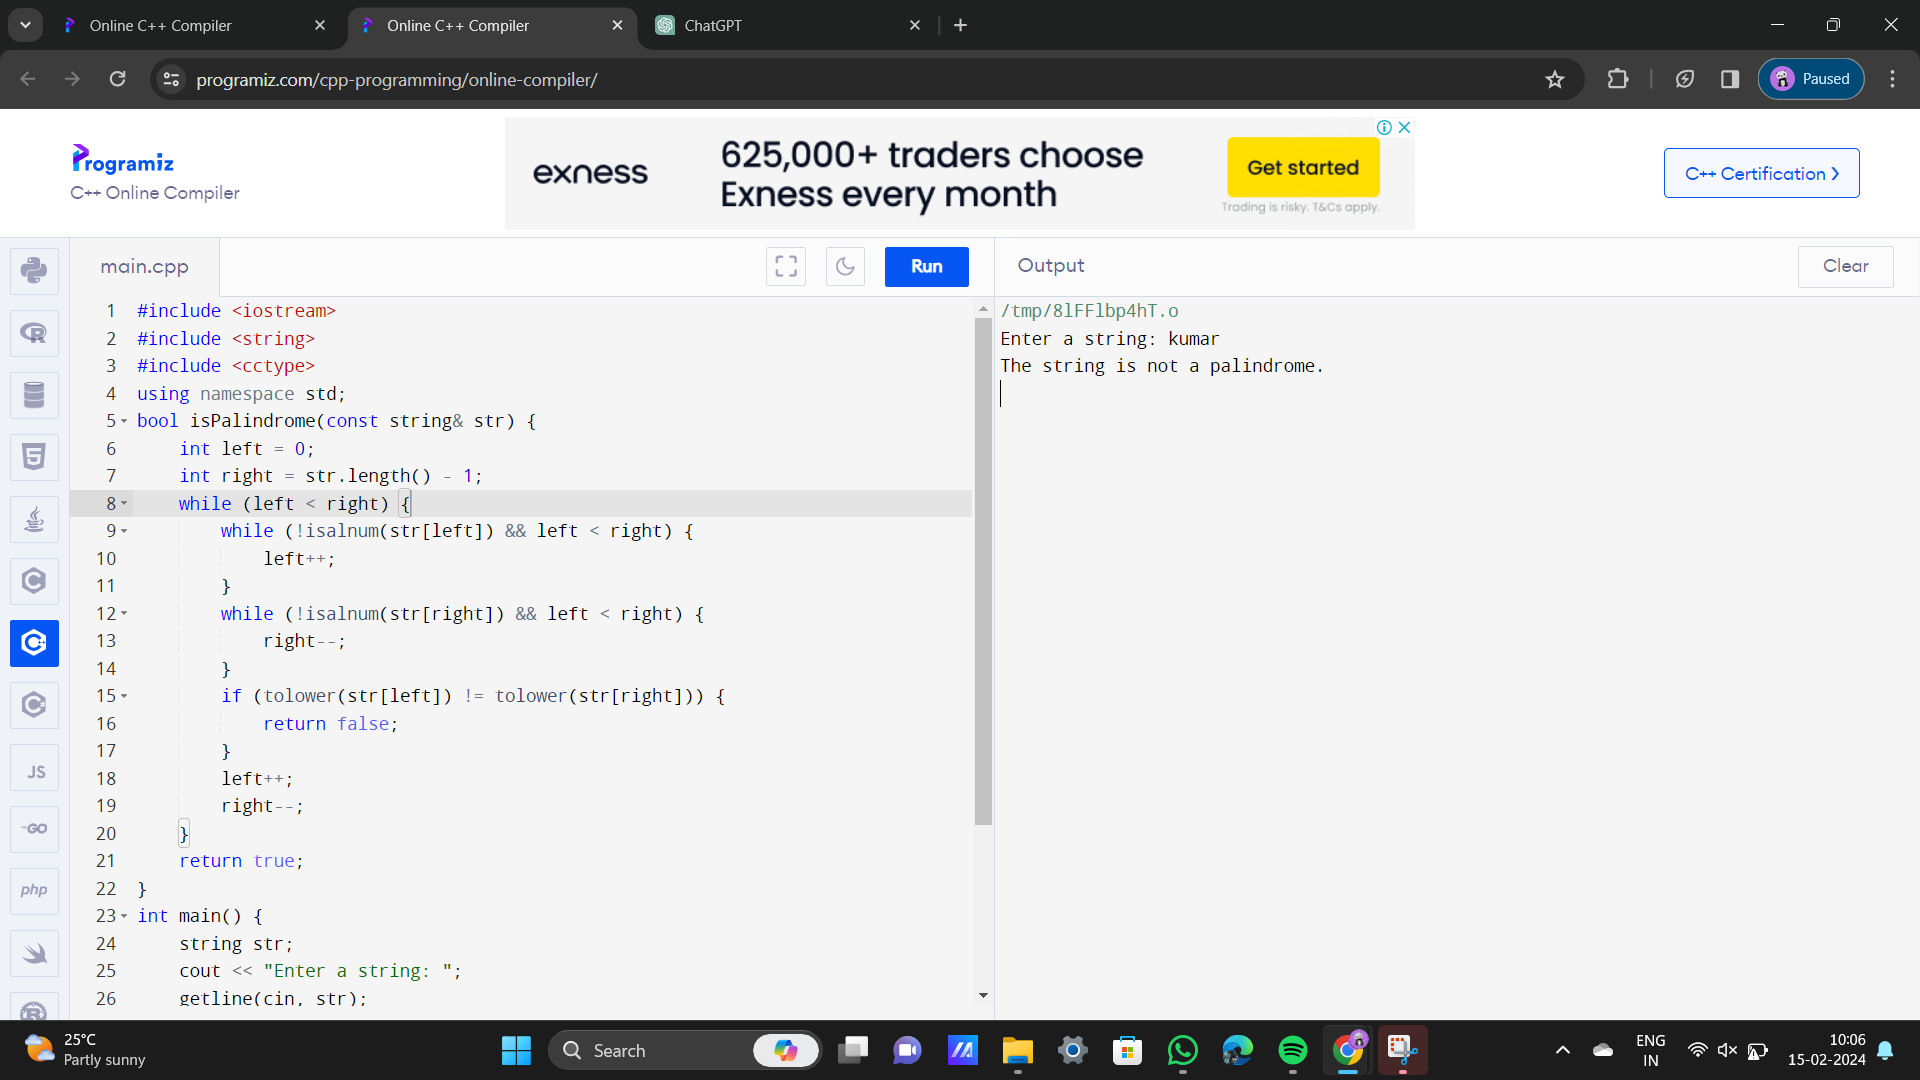 Online C++ Compiler
Online C++ Compiler
ChatGPT
programiz.com/cpp-programming/online-compiler/
Paused
Programiz
C++ Online Compiler
exness
625,000+ traders choose
Exness every month
Get started
Trading is risky. T&Cs apply.
C++ Certification >
main.cpp
Run
Output
Clear
1 #include <iostream>
2 #include <string>
3 #include <cctype>
4 using namespace std;
5 bool isPalindrome(const string& str) {
6     int left = 0;
7     int right = str.length() - 1;
8     while (left < right) {
9         while (!isalnum(str[left]) && left < right) {
10             left++;
11         }
12         while (!isalnum(str[right]) && left < right) {
13             right--;
14         }
15         if (tolower(str[left]) != tolower(str[right])) {
16             return false;
17         }
18         left++;
19         right--;
20     }
21     return true;
22 }
23 int main() {
24     string str;
25     cout << "Enter a string: ";
26     getline(cin, str);
/tmp/8lFFlbp4hT.o
Enter a string: kumar
The string is not a palindrome.
R
5
C
C
C
JS
GO
php
R
25°C
Partly sunny
Search
ENG
IN
10:06
15-02-2024